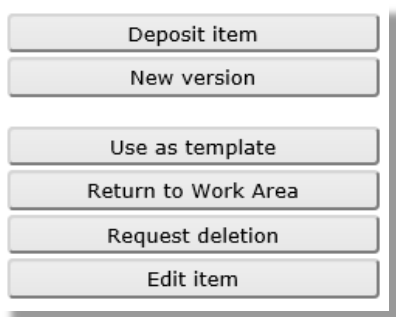 Deposit item
New version
Use as template
Return to Work Area
Request deletion
Edit item